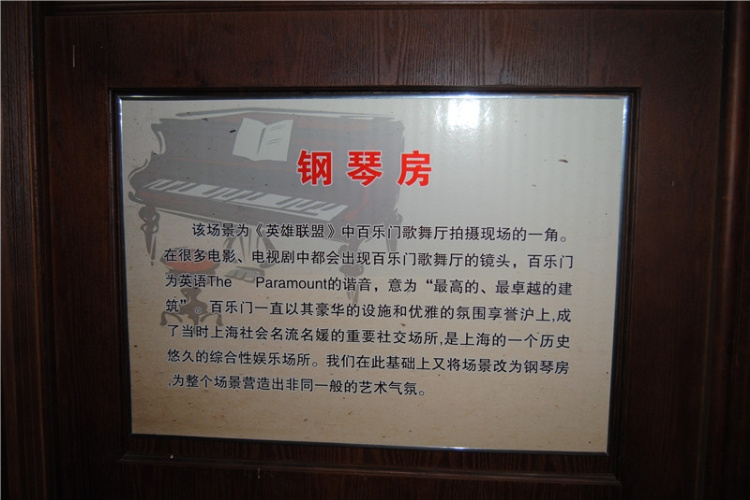 钢琴房
该场景为《英雄联盟》中百乐门歌舞厅拍摄现场的一角。
在很多电影、电视剧中都会出现百乐门歌舞厅的镜头，百乐门
为英语The Paramount的谐音，意为“最高的、最卓越的建
筑”。百乐门一直以其豪华的设施和优雅的氛围享誉沪上,成
了当时上海社会名流名媛的重要社交场所,是上海的一个历史
悠久的综合性娱乐场所。我们在此基础上又将场景改为钢琴房
,为整个场景营造出非同一般的艺术气氛。